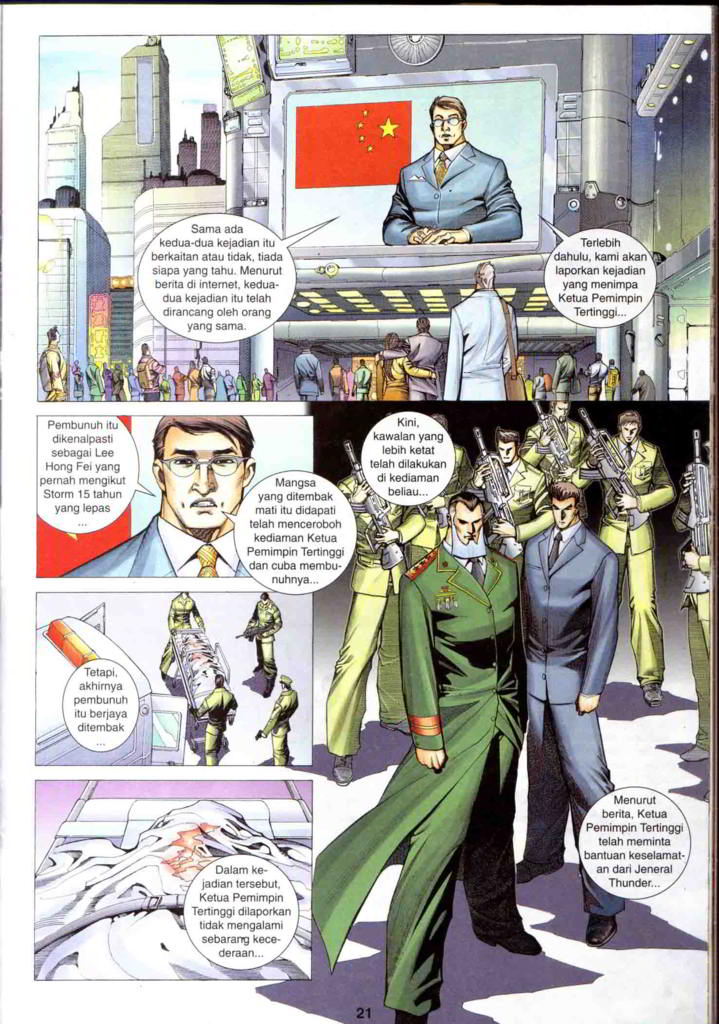 Sama ada
kedua-dua kejadian itu
berkaitan atau tidak, tiada
siapa yang tahu. Menurut
berita di internet, kedua-
dua kejadian itu telah
dirancang oleh orang
yang sama.
Terlebih
dahulu, kami akan
laporkan kejadian
yang menimpa
Ketua Pemimpin
Tertinggi...
Pembunuh itu
dikenalpasti
sebagai Lee
Hong Fei yang
pernah mengikut
Storm 15 tahun
yang lepas
...
Mangsa
yang ditembak
mati itu didapati
telah menceroboh
kediaman Ketua
Pemimpin Tertinggi
dan cuba membu-
nuhnya...
Tetapi,
akhirnya
pembunuh
itu berjaya
ditembak
...
Dalam ke-
jadian tersebut,
Ketua Pemimpin
Tertinggi dilaporkan
tidak mengalami
sebarang kece-
deraan...
Kini,
kawalan yang
lebih ketat
telah dilakukan
di kediaman
beliau...
Menurut
berita, Ketua
Pemimpin Tertinggi
telah meminta
bantuan keselamat-
an dari Jeneral
Thunder...
21